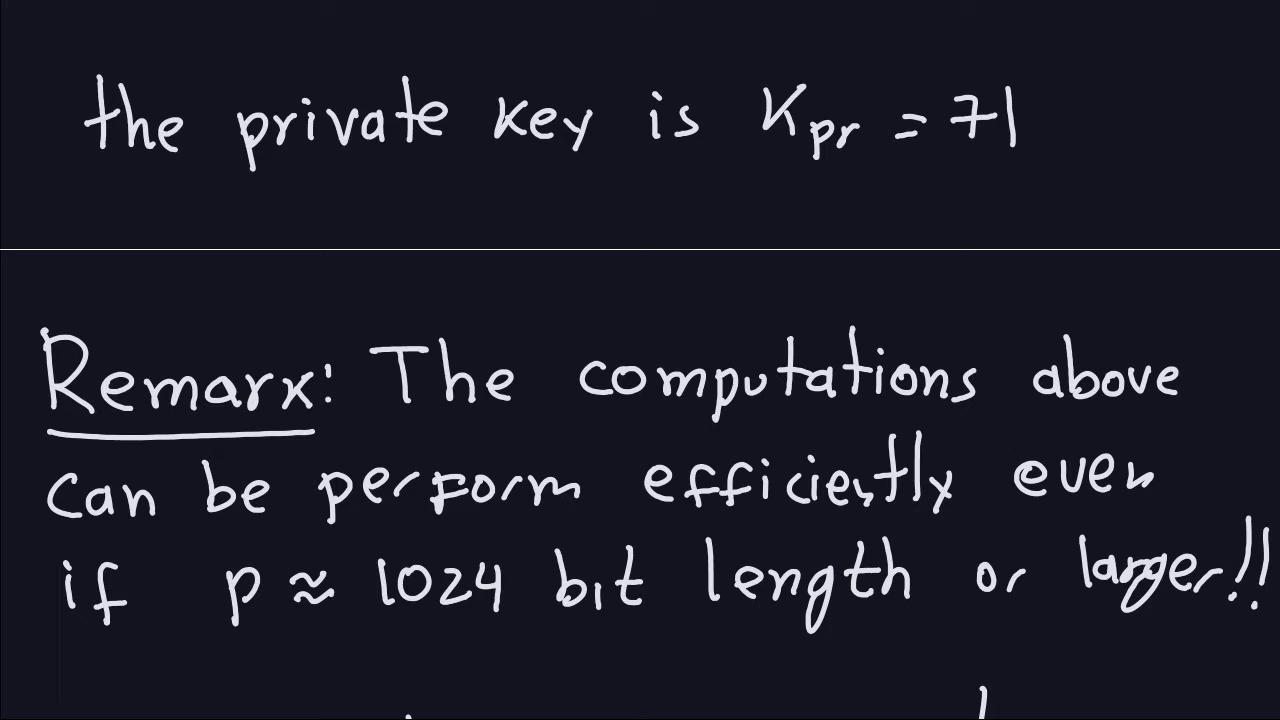 the private key is Kpr = 71
Remark: The computations above
can be perform efficiently even
if p ≈ 1024 bit length or larger!!